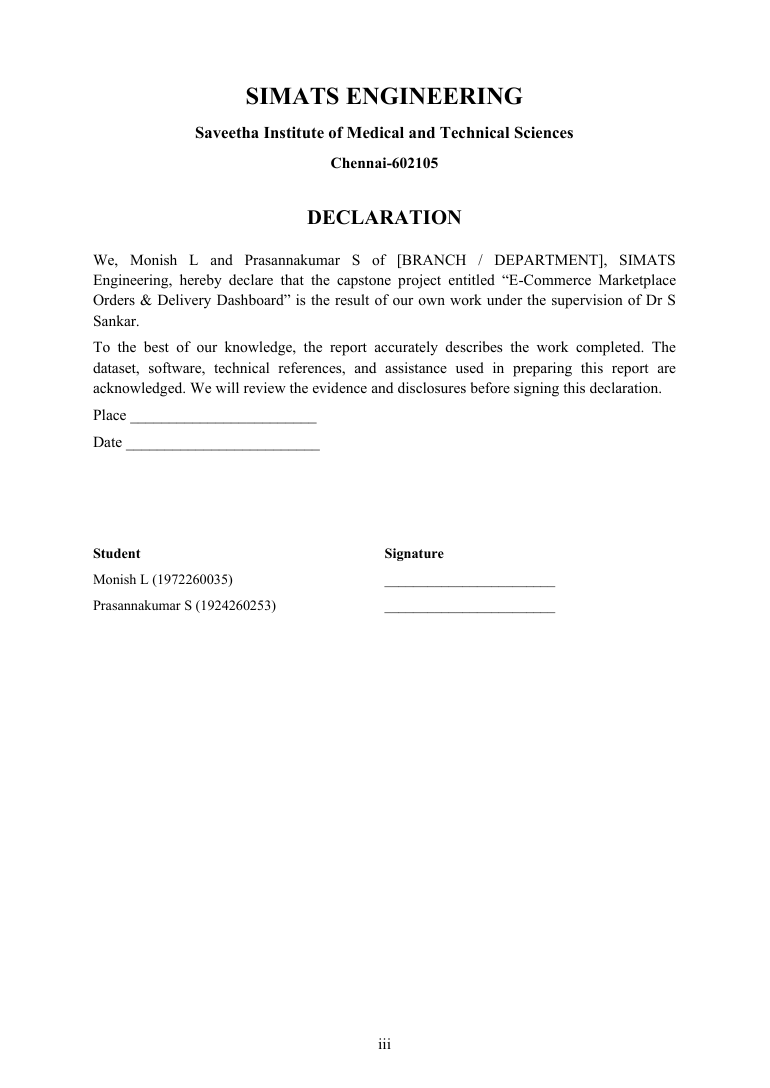 SIMATS ENGINEERING
Saveetha Institute of Medical and Technical Sciences
Chennai-602105
DECLARATION
We, Monish L and Prasannakumar S of [BRANCH / DEPARTMENT], SIMATS
Engineering, hereby declare that the capstone project entitled “E-Commerce Marketplace
Orders & Delivery Dashboard” is the result of our own work under the supervision of Dr S
Sankar.
To the best of our knowledge, the report accurately describes the work completed. The
dataset, software, technical references, and assistance used in preparing this report are
acknowledged. We will review the evidence and disclosures before signing this declaration.
Place ________________________
Date _________________________
Student Signature
Monish L (1972260035) ________________________
Prasannakumar S (1924260253) ________________________
iii